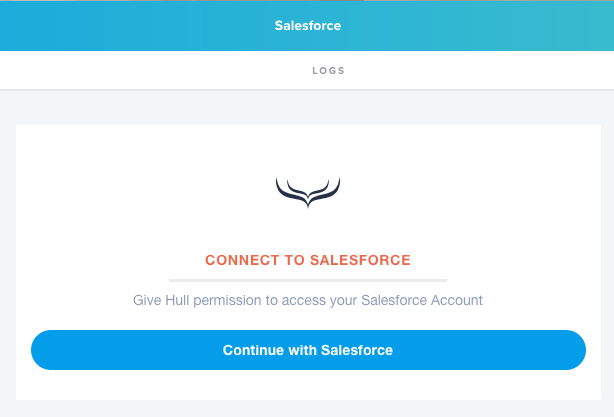 Salesforce
LOGS
CONNECT TO SALESFORCE
Give Hull permission to access your Salesforce Account
Continue with Salesforce